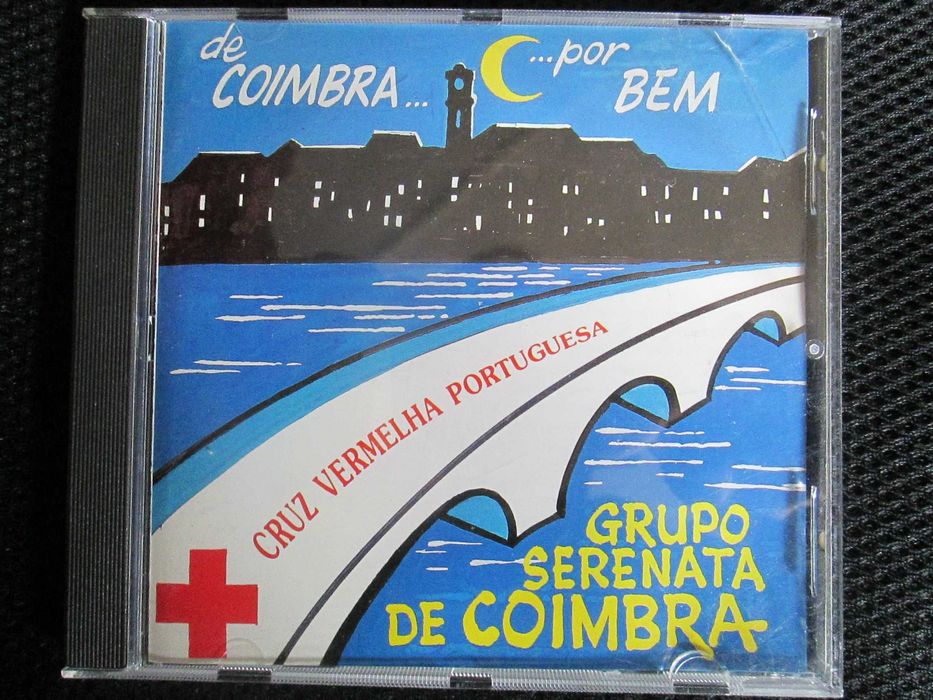 de
COIMBRA...
...por
BEM
CRUZ VERMELHA PORTUGUESA
GRUPO
SERENATA
DE COIMBRA